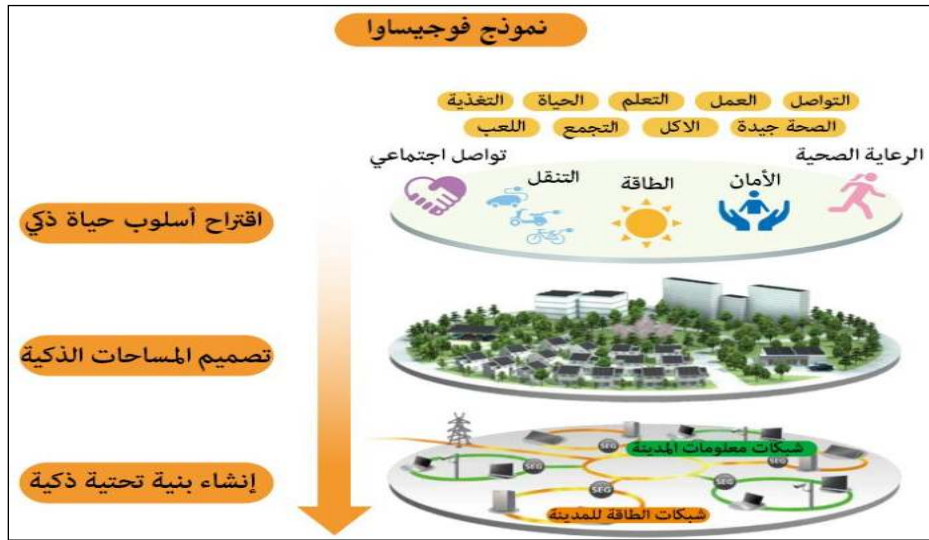 نموذج فوجيساوا
التواصل العمل التعلم الحياة التغذية
الصحة جيدة الاكل التجمع اللعب
الرعاية الصحية
تواصل اجتماعي
الأمان
الطاقة
التنقل
اقتراح أسلوب حياة ذكي
تصميم المساحات الذكية
شبكات معلومات المدينة
SEG
SEG
SEG
SEG
SEG
شبكات الطاقة للمدينة
إنشاء بنية تحتية ذكية